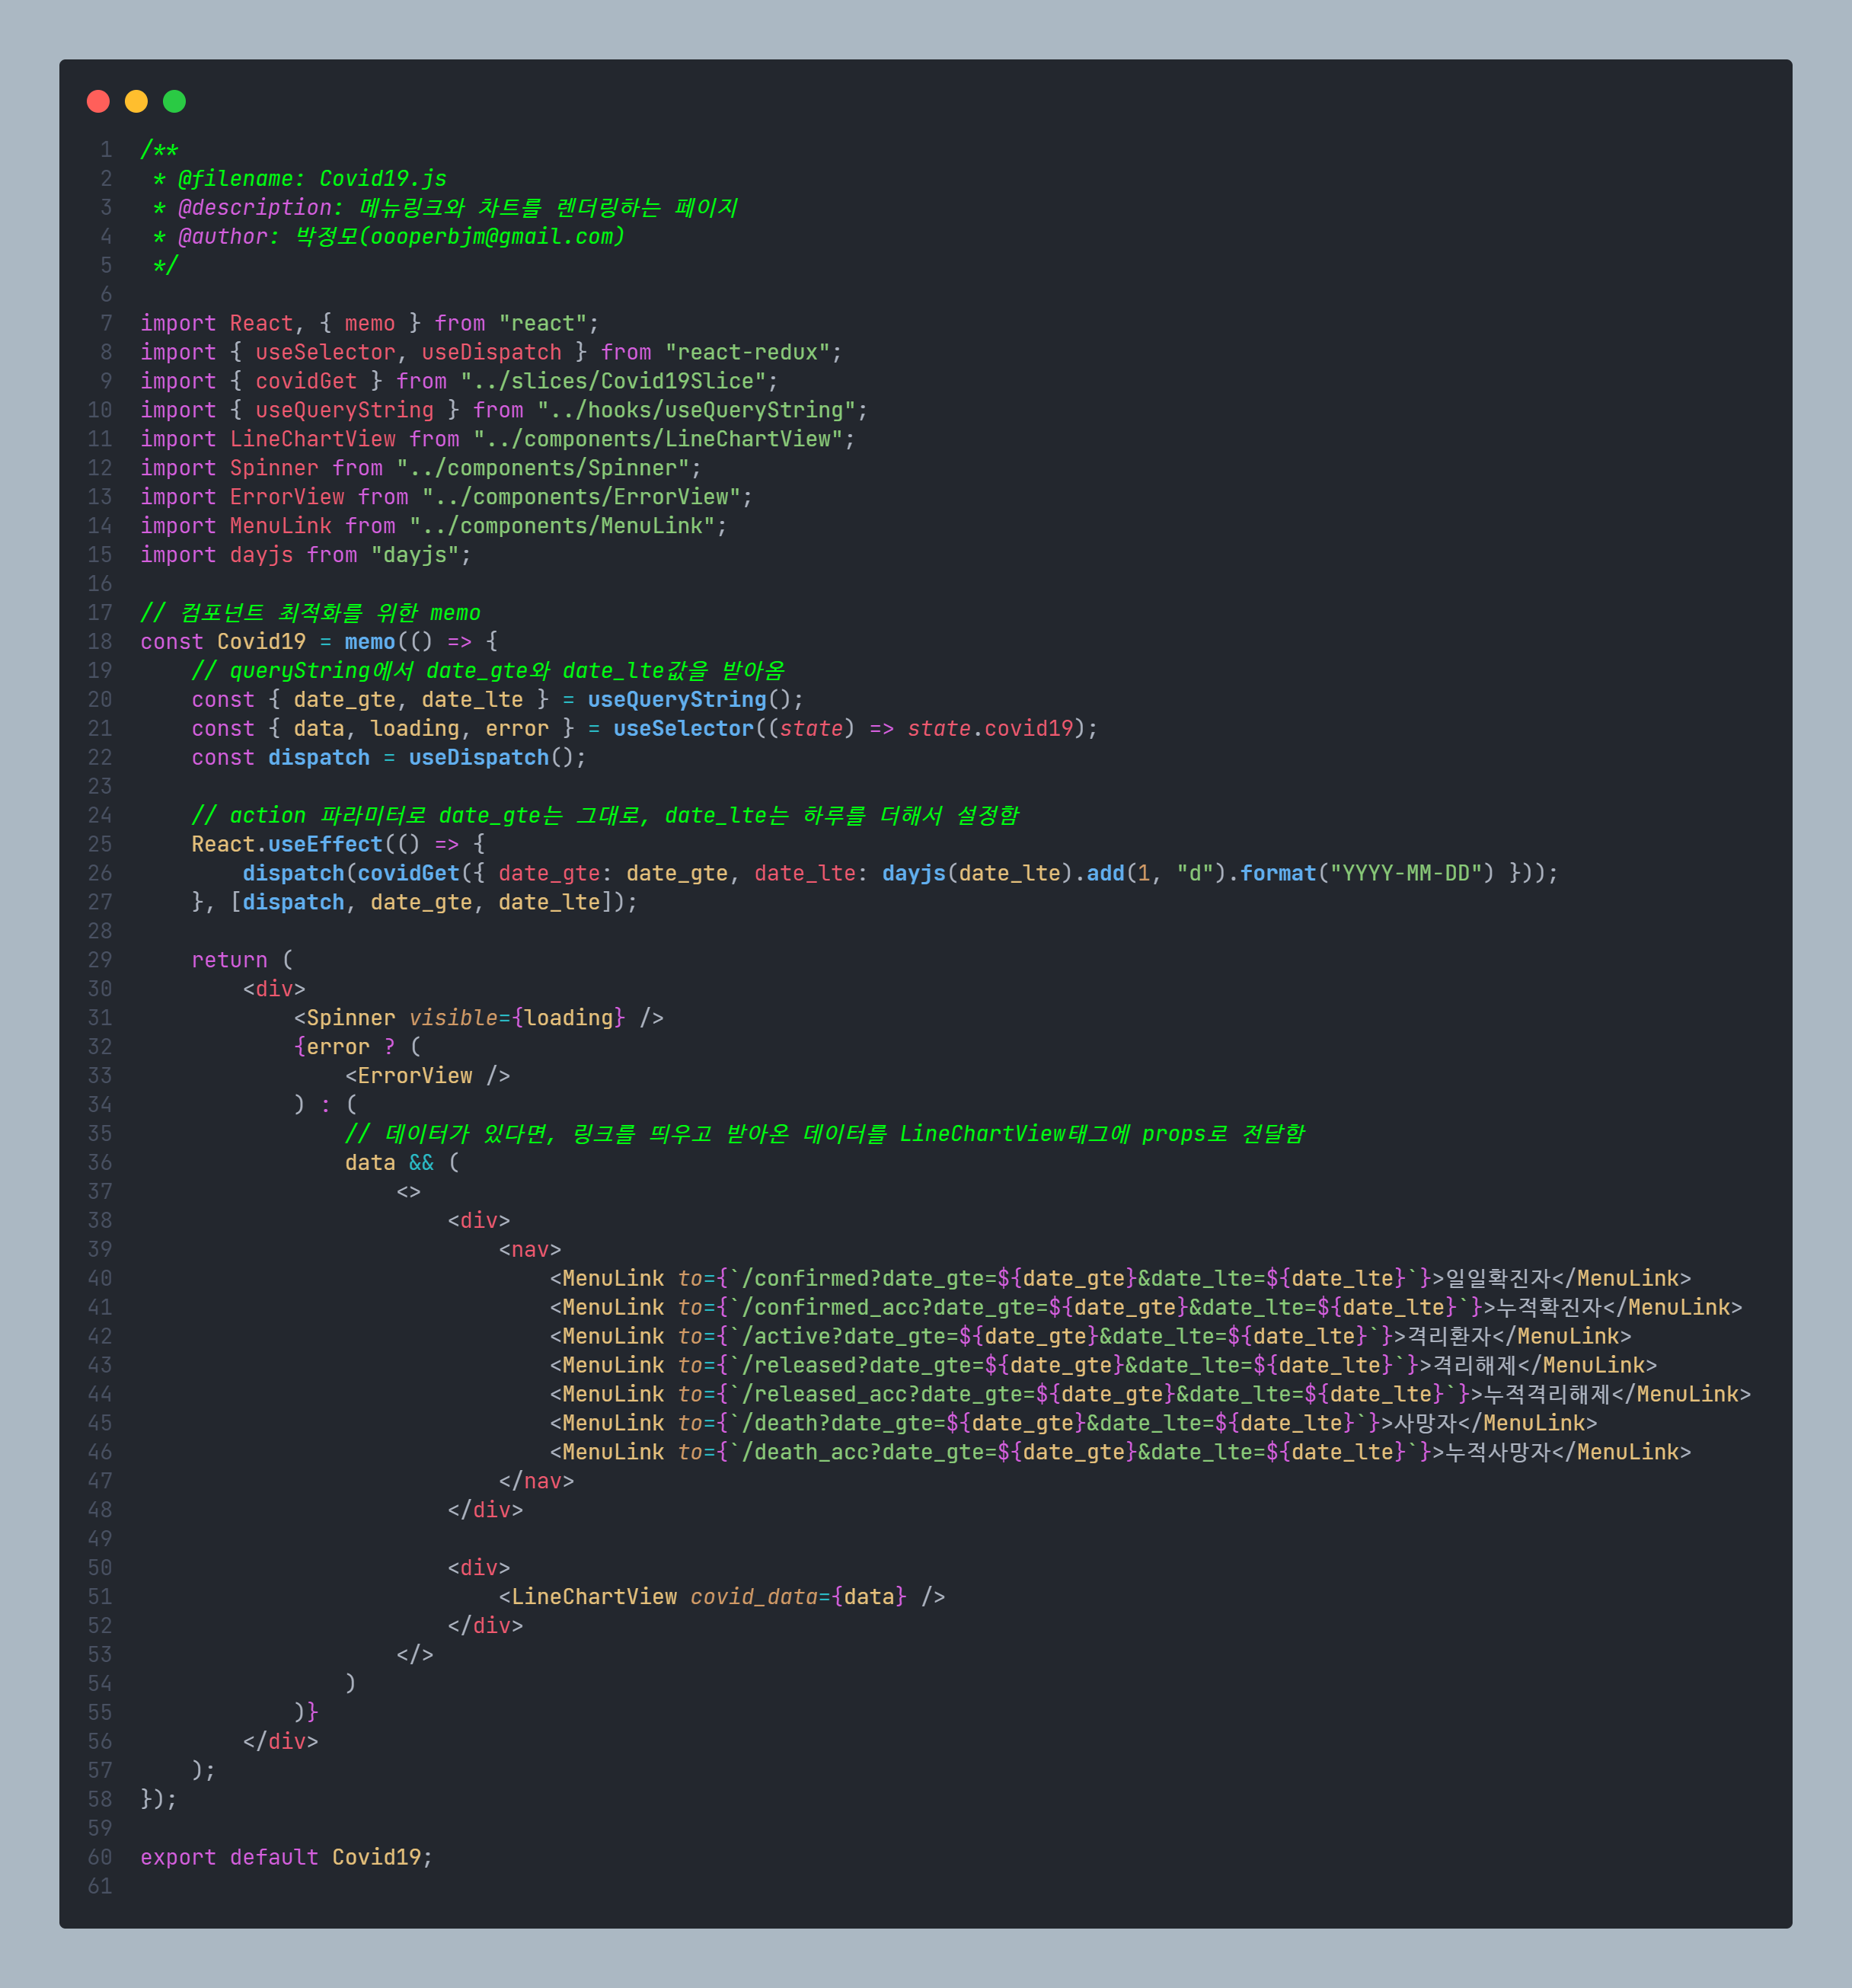 1 /**
2  * @filename: Covid19.js
3  * @description: 메뉴링크와 차트를 렌더링하는 페이지
4  * @author: 박정모(oooperbjm@gmail.com)
5  */
6
7 import React, { memo } from "react";
8 import { useSelector, useDispatch } from "react-redux";
9 import { covidGet } from "../slices/Covid19Slice";
10 import { useQueryString } from "../hooks/useQueryString";
11 import LineChartView from "../components/LineChartView";
12 import Spinner from "../components/Spinner";
13 import ErrorView from "../components/ErrorView";
14 import MenuLink from "../components/MenuLink";
15 import dayjs from "dayjs";
16
17 // 컴포넌트 최적화를 위한 memo
18 const Covid19 = memo(() => {
19     // queryString에서 date_gte와 date_lte값을 받아옴
20     const { date_gte, date_lte } = useQueryString();
21     const { data, loading, error } = useSelector((state) => state.covid19);
22     const dispatch = useDispatch();
23
24     // action 파라미터로 date_gte는 그대로, date_lte는 하루를 더해서 설정함
25     React.useEffect(() => {
26         dispatch(covidGet({ date_gte: date_gte, date_lte: dayjs(date_lte).add(1, "d").format("YYYY-MM-DD") }));
27     }, [dispatch, date_gte, date_lte]);
28
29     return (
30         <div>
31             <Spinner visible={loading} />
32             {error ? (
33                 <ErrorView />
34             ) : (
35                 // 데이터가 있다면, 링크를 띄우고 받아온 데이터를 LineChartView태그에 props로 전달함
36                 data && (
37                     <>
38                         <div>
39                             <nav>
40                                 <MenuLink to={`/confirmed?date_gte=${date_gte}&date_lte=${date_lte}`}>일일확진자</MenuLink>
41                                 <MenuLink to={`/confirmed_acc?date_gte=${date_gte}&date_lte=${date_lte}`}>누적확진자</MenuLink>
42                                 <MenuLink to={`/active?date_gte=${date_gte}&date_lte=${date_lte}`}>격리환자</MenuLink>
43                                 <MenuLink to={`/released?date_gte=${date_gte}&date_lte=${date_lte}`}>격리해제</MenuLink>
44                                 <MenuLink to={`/released_acc?date_gte=${date_gte}&date_lte=${date_lte}`}>누적격리해제</MenuLink>
45                                 <MenuLink to={`/death?date_gte=${date_gte}&date_lte=${date_lte}`}>사망자</MenuLink>
46                                 <MenuLink to={`/death_acc?date_gte=${date_gte}&date_lte=${date_lte}`}>누적사망자</MenuLink>
47                             </nav>
48                         </div>
49
50                         <div>
51                             <LineChartView covid_data={data} />
52                         </div>
53                     </>
54                 )
55             )}
56         </div>
57     );
58 });
59
60 export default Covid19;
61